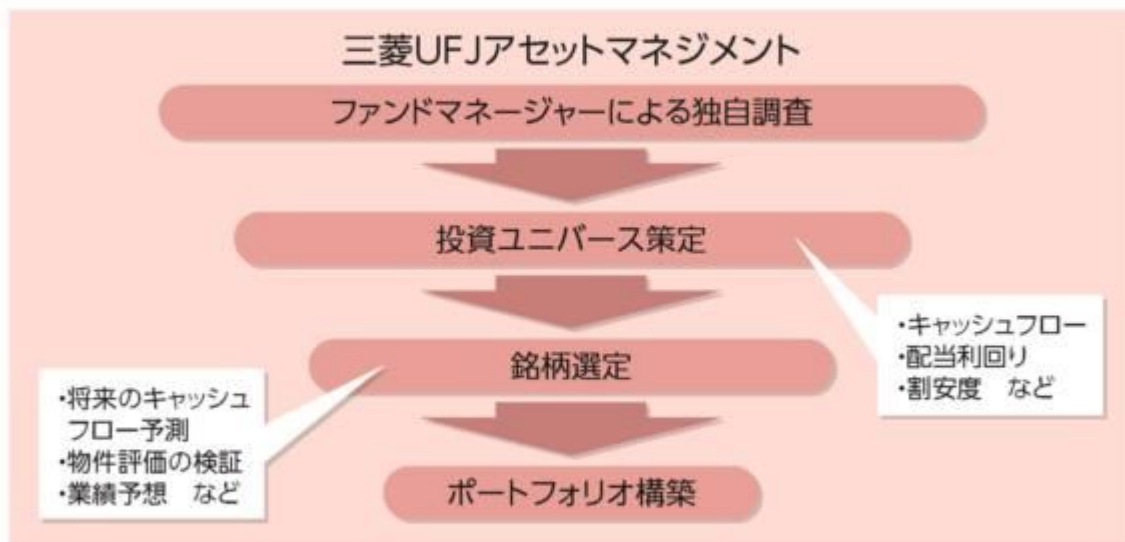 三菱UFJアセットマネジメント
ファンドマネージャーによる独自調査
投資ユニバース策定
・キャッシュフロー
・配当利回り
・割安度　など
銘柄選定
・将来のキャッシュ
フロー予測
・物件評価の検証
・業績予想　など
ポートフォリオ構築